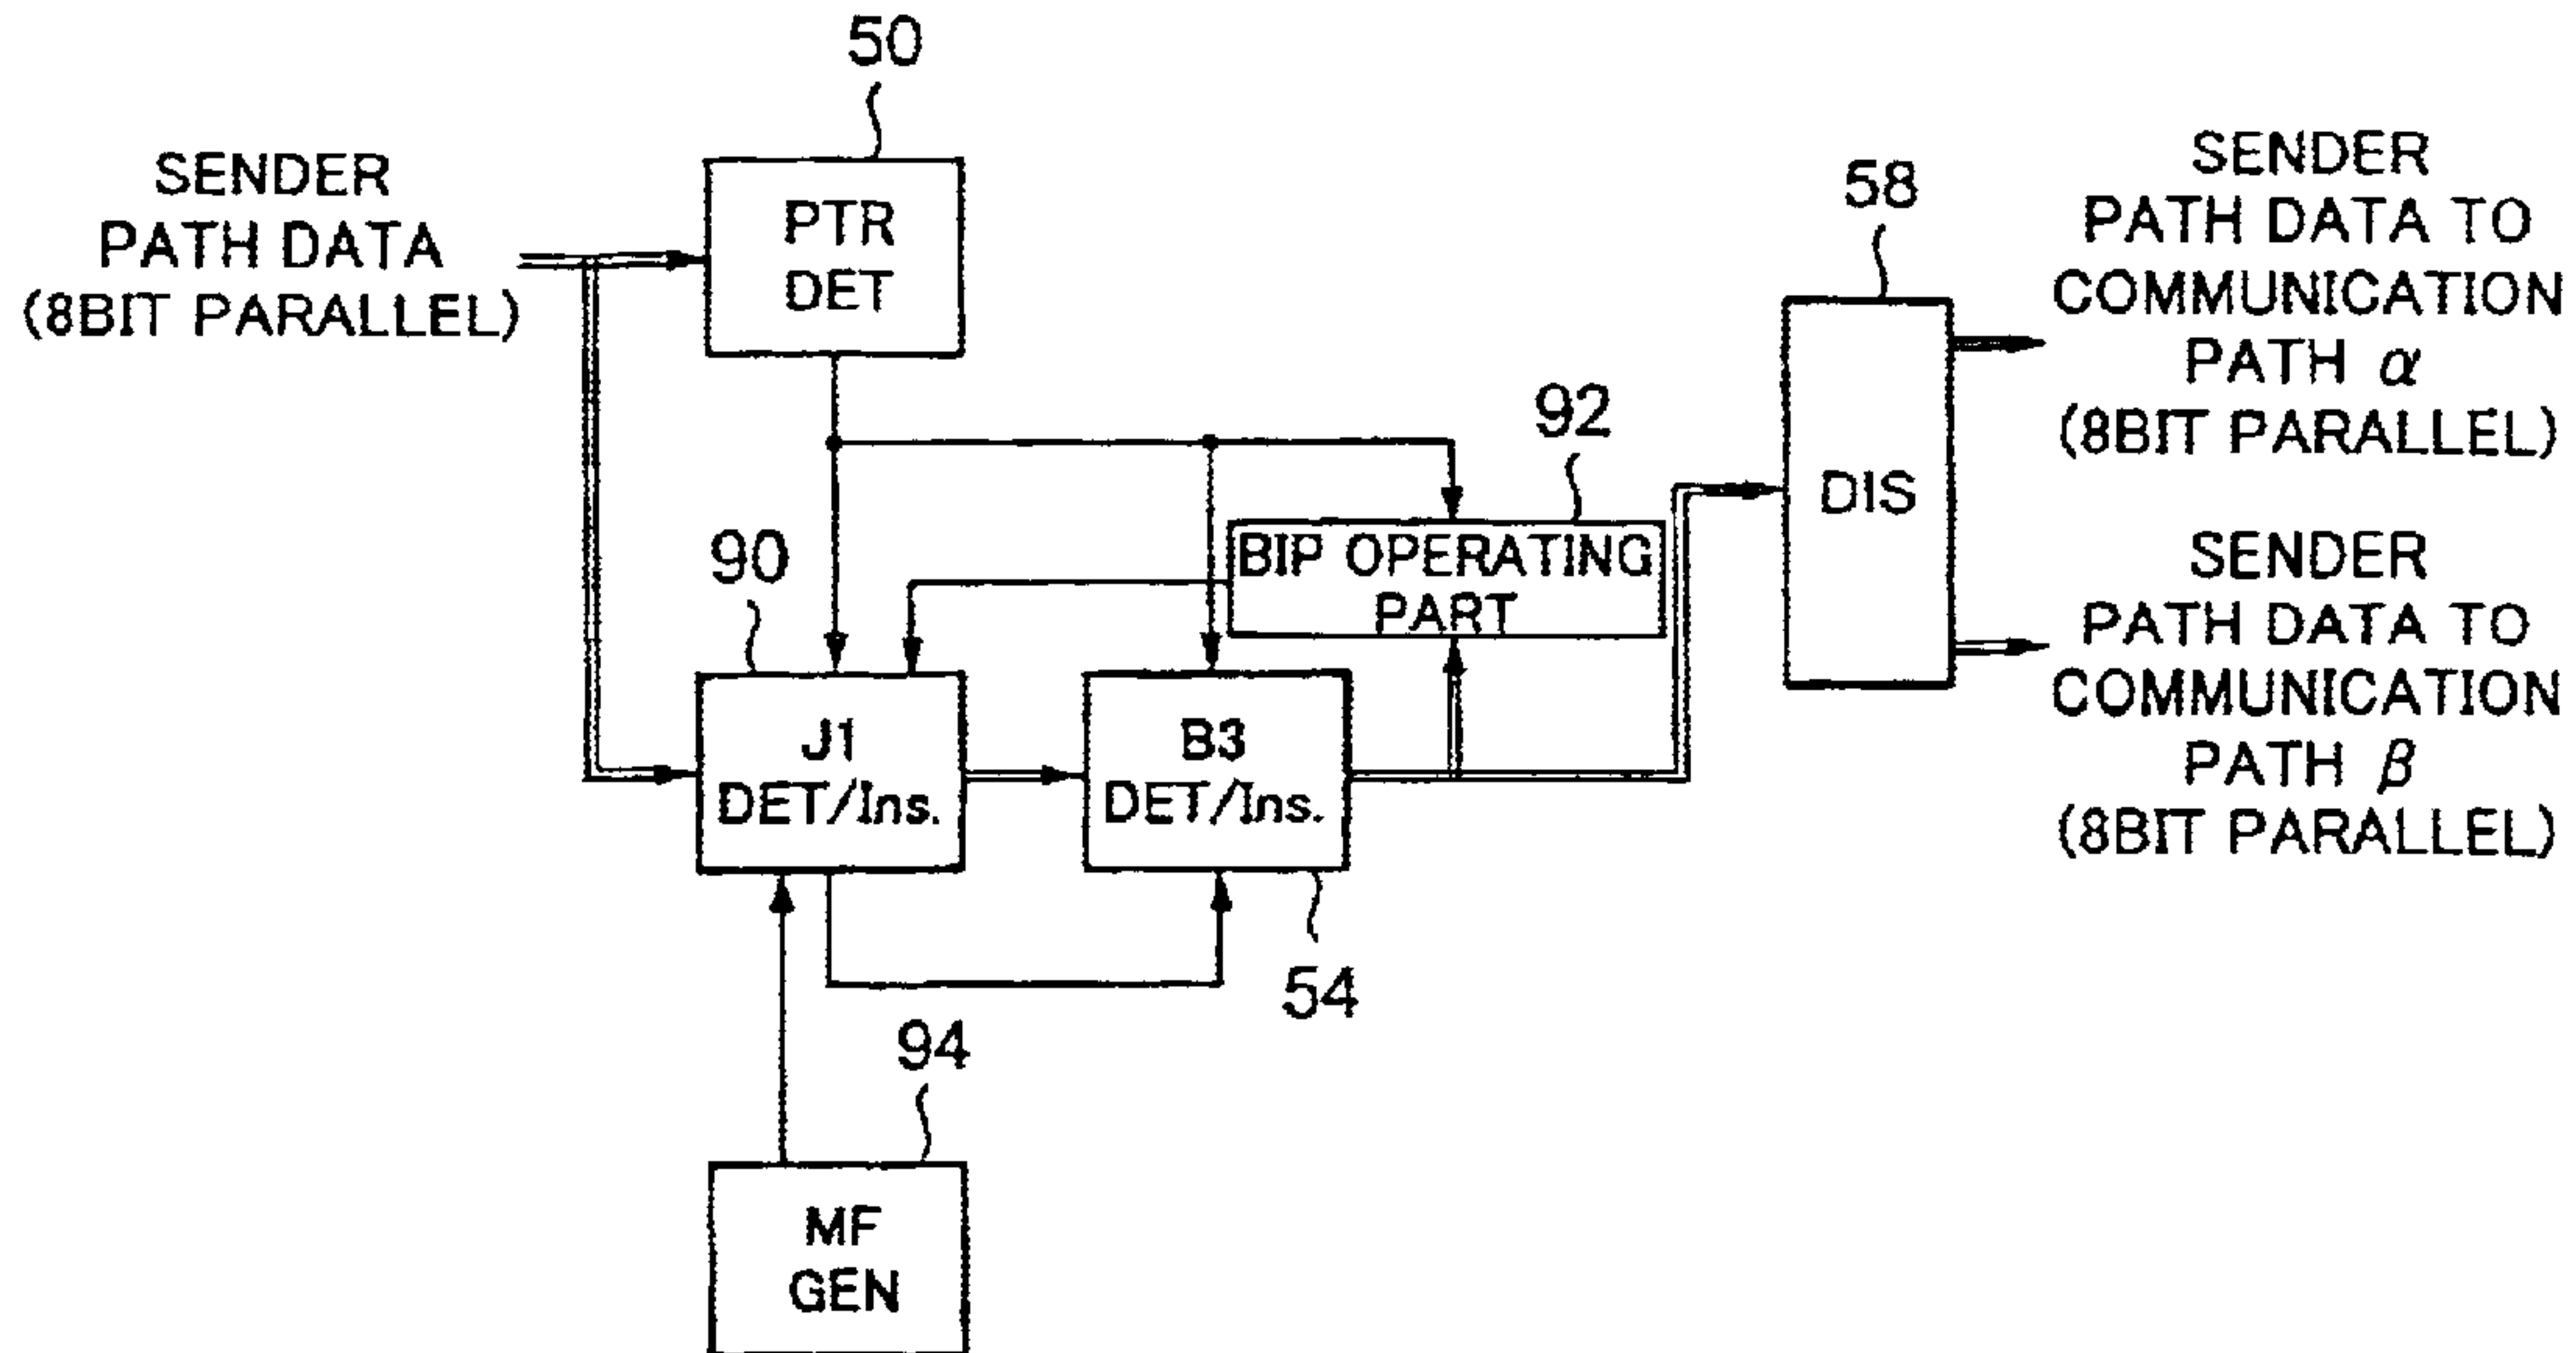 50
SENDER
PATH DATA
(8BIT PARALLEL)
PTR
DET
58
SENDER
PATH DATA TO
COMMUNICATION
PATH α
(8BIT PARALLEL)
DIS
92
BIP OPERATING
PART
90
J1
DET/Ins.
B3
DET/Ins.
SENDER
PATH DATA TO
COMMUNICATION
PATH β
(8BIT PARALLEL)
54
94
MF
GEN